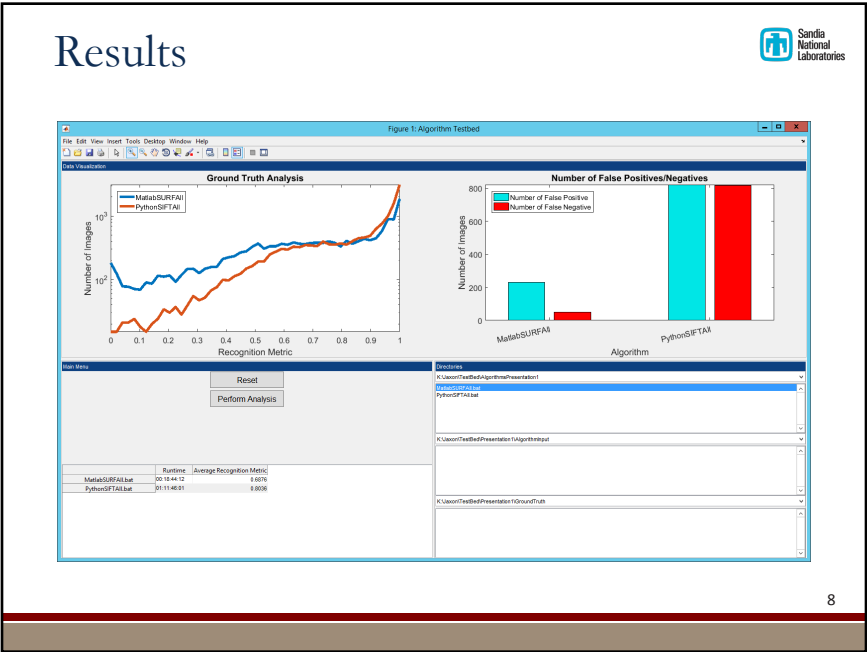 Results
Sandia
National
Laboratories
Figure 1: Algorithm Testbed
File Edit View Insert Tools Desktop Window Help
Data Visualization
Ground Truth Analysis
MatlabSURFAll
PythonSIFTAll
10³
10²
Number of Images
0 0.1 0.2 0.3 0.4 0.5 0.6 0.7 0.8 0.9 1
Recognition Metric
Number of False Positives/Negatives
Number of False Positive
Number of False Negative
800
600
400
200
0
Number of Images
MatlabSURFAll
PythonSIFTAll
Algorithm
Main Menu
Reset
Perform Analysis
Runtime Average Recognition Metric
MatlabSURFAll.bat 00:18:44:12 0.6876
PythonSIFTAll.bat 01:11:48:01 0.8036
Directories
K:\Jaxon\TestBed\AlgorithmsPresentation1
MatlabSURFAll.bat
PythonSIFTAll.bat
K:\Jaxon\TestBed\Presentation1\AlgorithmInput
K:\Jaxon\TestBed\Presentation1\GroundTruth
8